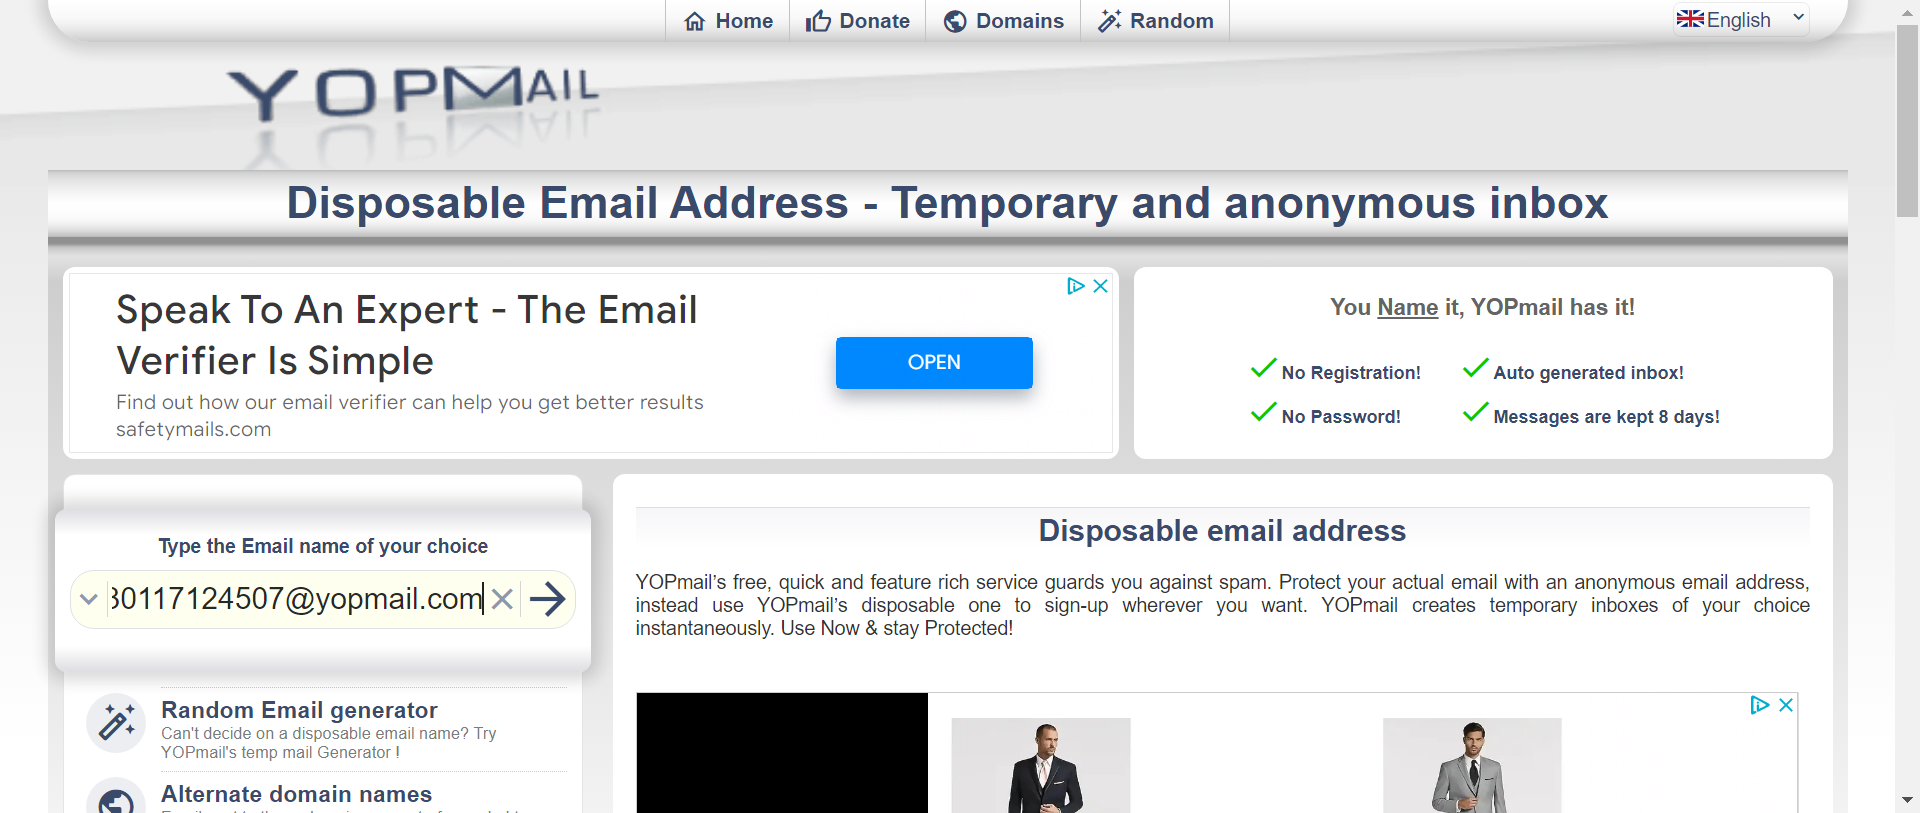 Home
Donate
Domains
Random
English
YOPMAIL
Disposable Email Address - Temporary and anonymous inbox
Speak To An Expert - The Email
Verifier Is Simple
Find out how our email verifier can help you get better results
safetymails.com
OPEN
You Name it, YOPmail has it!
No Registration!
Auto generated inbox!
No Password!
Messages are kept 8 days!
Type the Email name of your choice
30117124507@yopmail.com
Random Email generator
Can't decide on a disposable email name? Try
YOPmail's temp mail Generator !
Alternate domain names
Disposable email address
YOPmail’s free, quick and feature rich service guards you against spam. Protect your actual email with an anonymous email address,
instead use YOPmail’s disposable one to sign-up wherever you want. YOPmail creates temporary inboxes of your choice
instantaneously. Use Now & stay Protected!